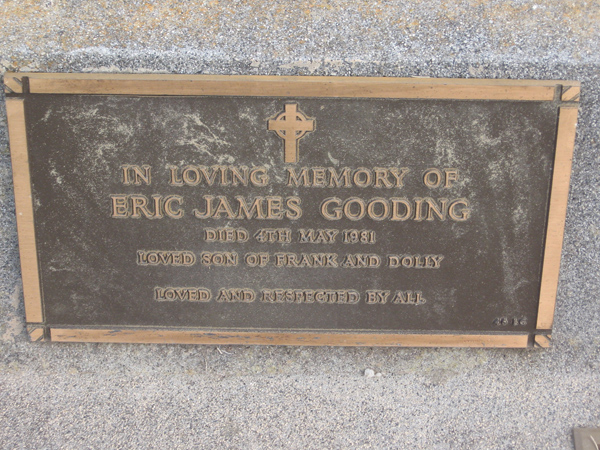 IN LOVING MEMORY OF
ERIC JAMES GOODING
DIED 4TH MAY 1981
LOVED SON OF FRANK AND DOLLY
LOVED AND RESPECTED BY ALL